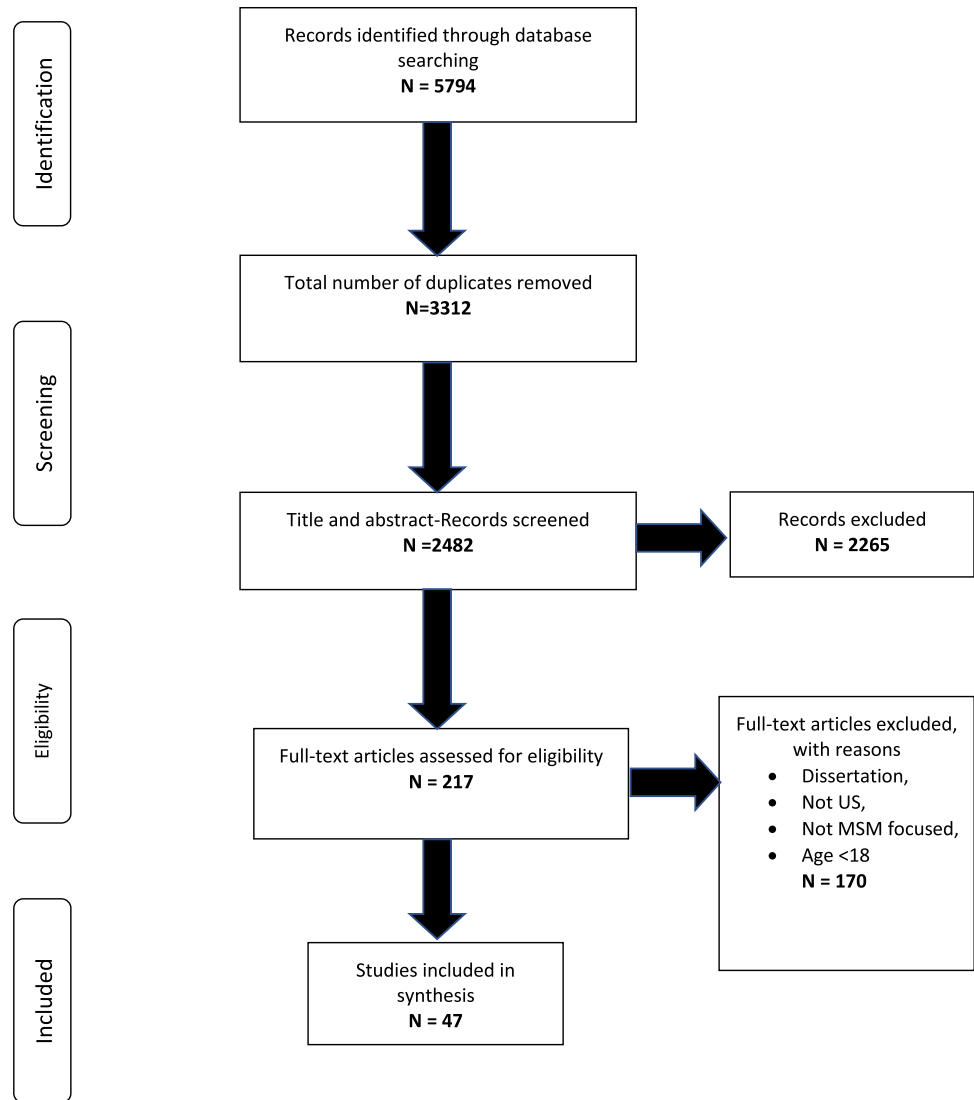 Identification
Records identified through database
searching
N = 5794
Total number of duplicates removed
N=3312
Screening
Title and abstract-Records screened
N =2482
Records excluded
N = 2265
Eligibility
Full-text articles assessed for eligibility
N = 217
Full-text articles excluded,
with reasons
• Dissertation,
• Not US,
• Not MSM focused,
• Age <18
N = 170
Included
Studies included in
synthesis
N = 47